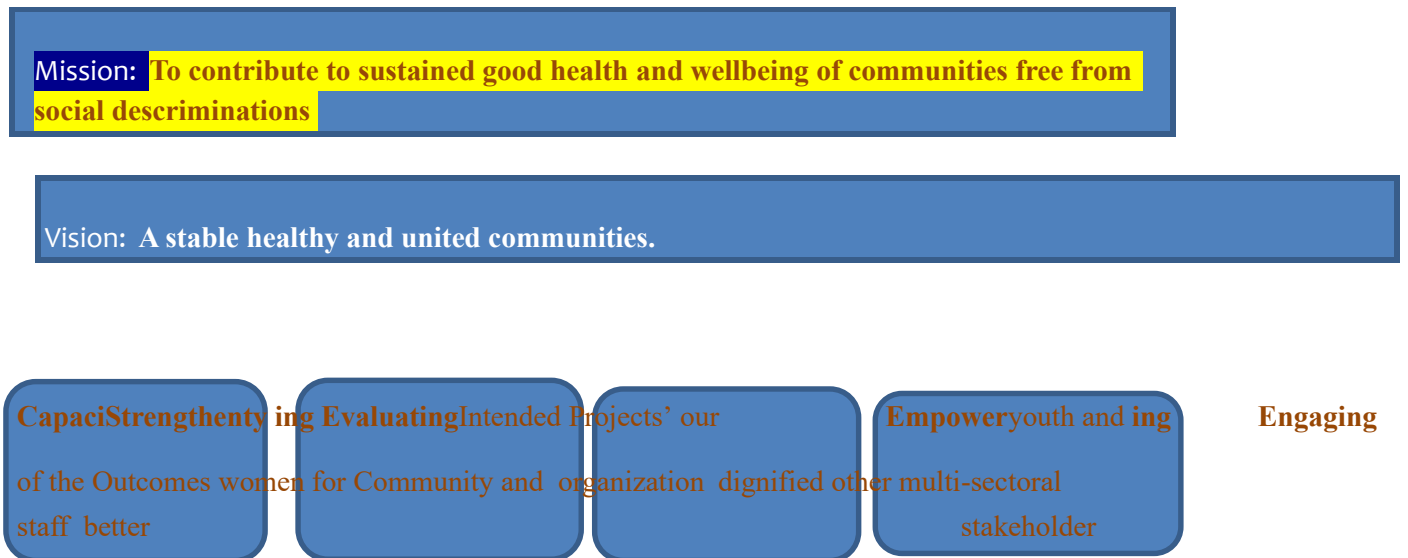 Mission: To contribute to sustained good health and wellbeing of communities free from
social descriminations
Vision: A stable healthy and united communities.
CapaciStrengthenty ing EvaluatingIntended Projects’ our Empoweryouth and ing Engaging
of the Outcomes women for Community and organization dignified other multi-sectoral
staff better stakeholder